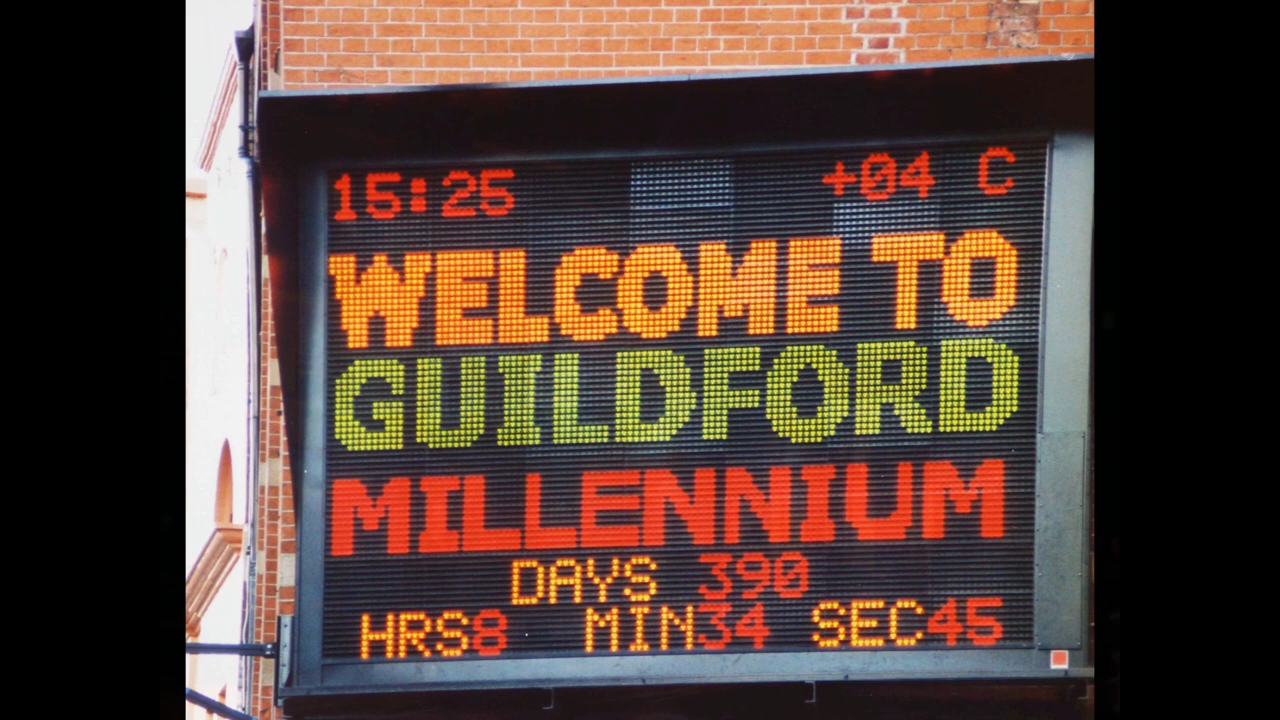 15:25 +04 C
WELCOME TO
GUILDFORD
MILLENNIUM
DAYS 390
HRS8 MIN34 SEC45